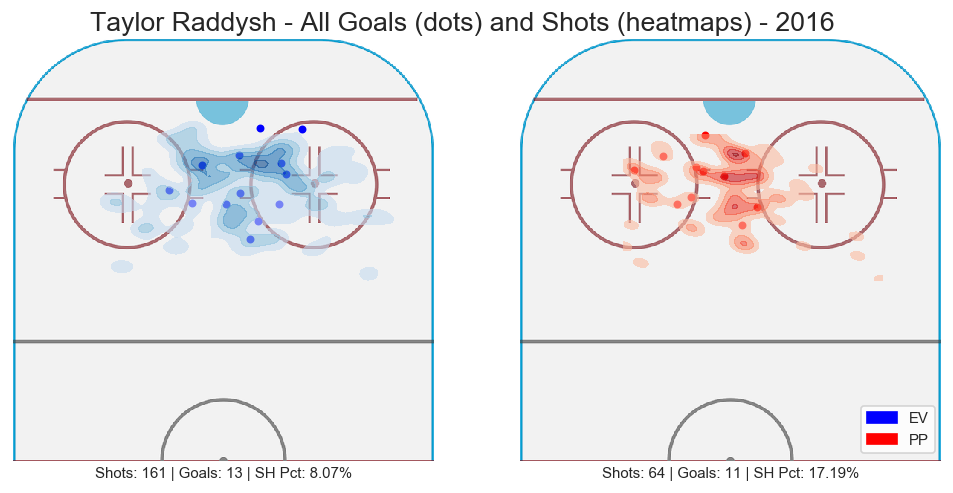 Taylor Raddysh - All Goals (dots) and Shots (heatmaps) - 2016
EV
PP
Shots: 161 | Goals: 13 | SH Pct: 8.07%
Shots: 64 | Goals: 11 | SH Pct: 17.19%